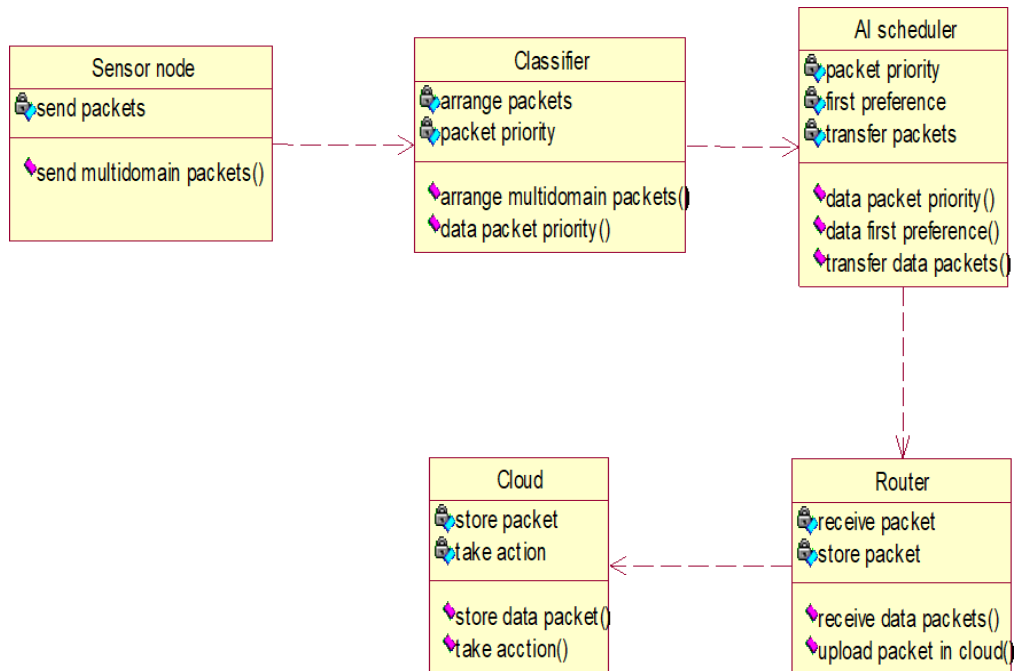 Sensor node
send packets
send multidomain packets()
Classifier
arrange packets
packet priority
arrange multidomain packets()
data packet priority()
AI scheduler
packet priority
first preference
transfer packets
data packet priority()
data first preference()
transfer data packets()
Router
receive packet
store packet
receive data packets()
upload packet in cloud()
Cloud
store packet
take action
store data packet()
take acction()